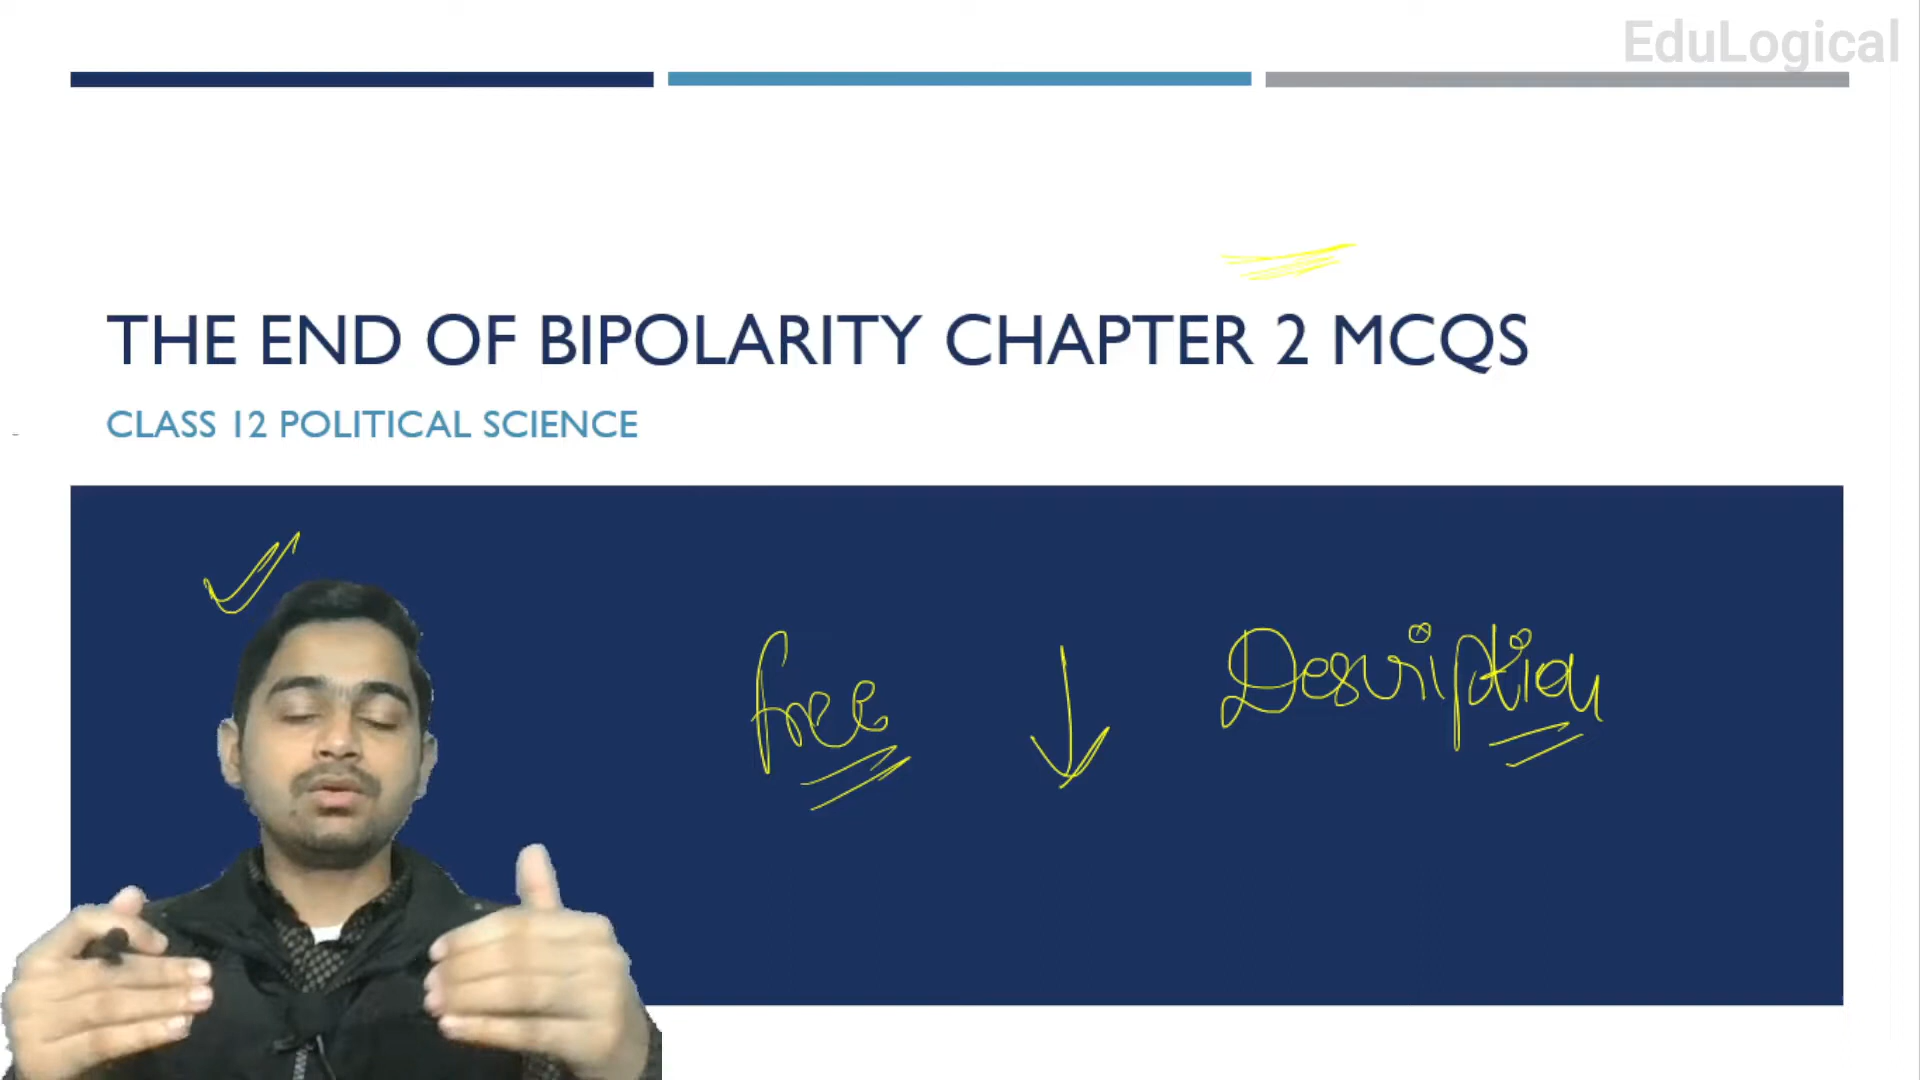 EduLogical
THE END OF BIPOLARITY CHAPTER 2 MCQS
CLASS 12 POLITICAL SCIENCE
free
Description